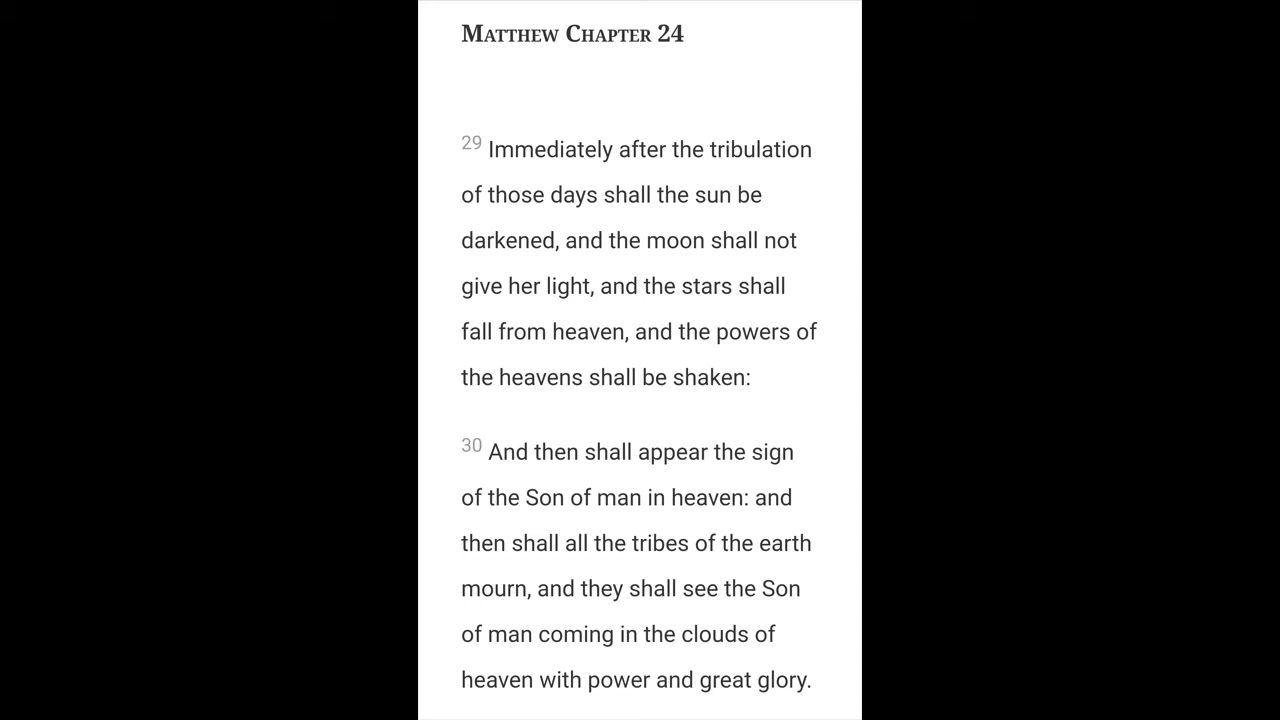 Matthew Chapter 24
29 Immediately after the tribulation
of those days shall the sun be
darkened, and the moon shall not
give her light, and the stars shall
fall from heaven, and the powers of
the heavens shall be shaken:
30 And then shall appear the sign
of the Son of man in heaven: and
then shall all the tribes of the earth
mourn, and they shall see the Son
of man coming in the clouds of
heaven with power and great glory.